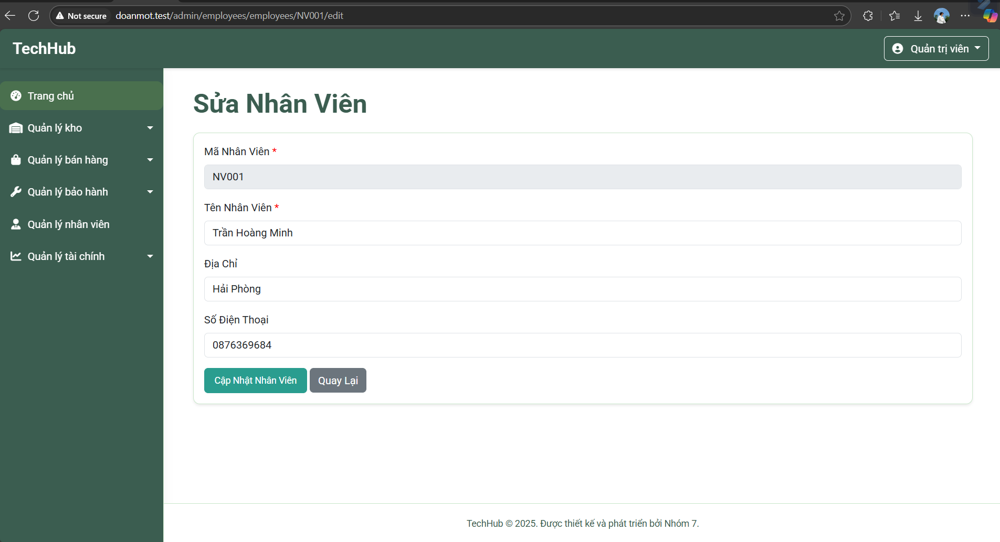 Not secure doanmot.test/admin/employees/employees/NV001/edit
TechHub
Quản trị viên
Trang chủ
Quản lý kho
Quản lý bán hàng
Quản lý bảo hành
Quản lý nhân viên
Quản lý tài chính
Sửa Nhân Viên
Mã Nhân Viên *
NV001
Tên Nhân Viên *
Trần Hoàng Minh
Địa Chỉ
Hải Phòng
Số Điện Thoại
0876369684
Cập Nhật Nhân Viên Quay Lại
TechHub © 2025. Được thiết kế và phát triển bởi Nhóm 7.